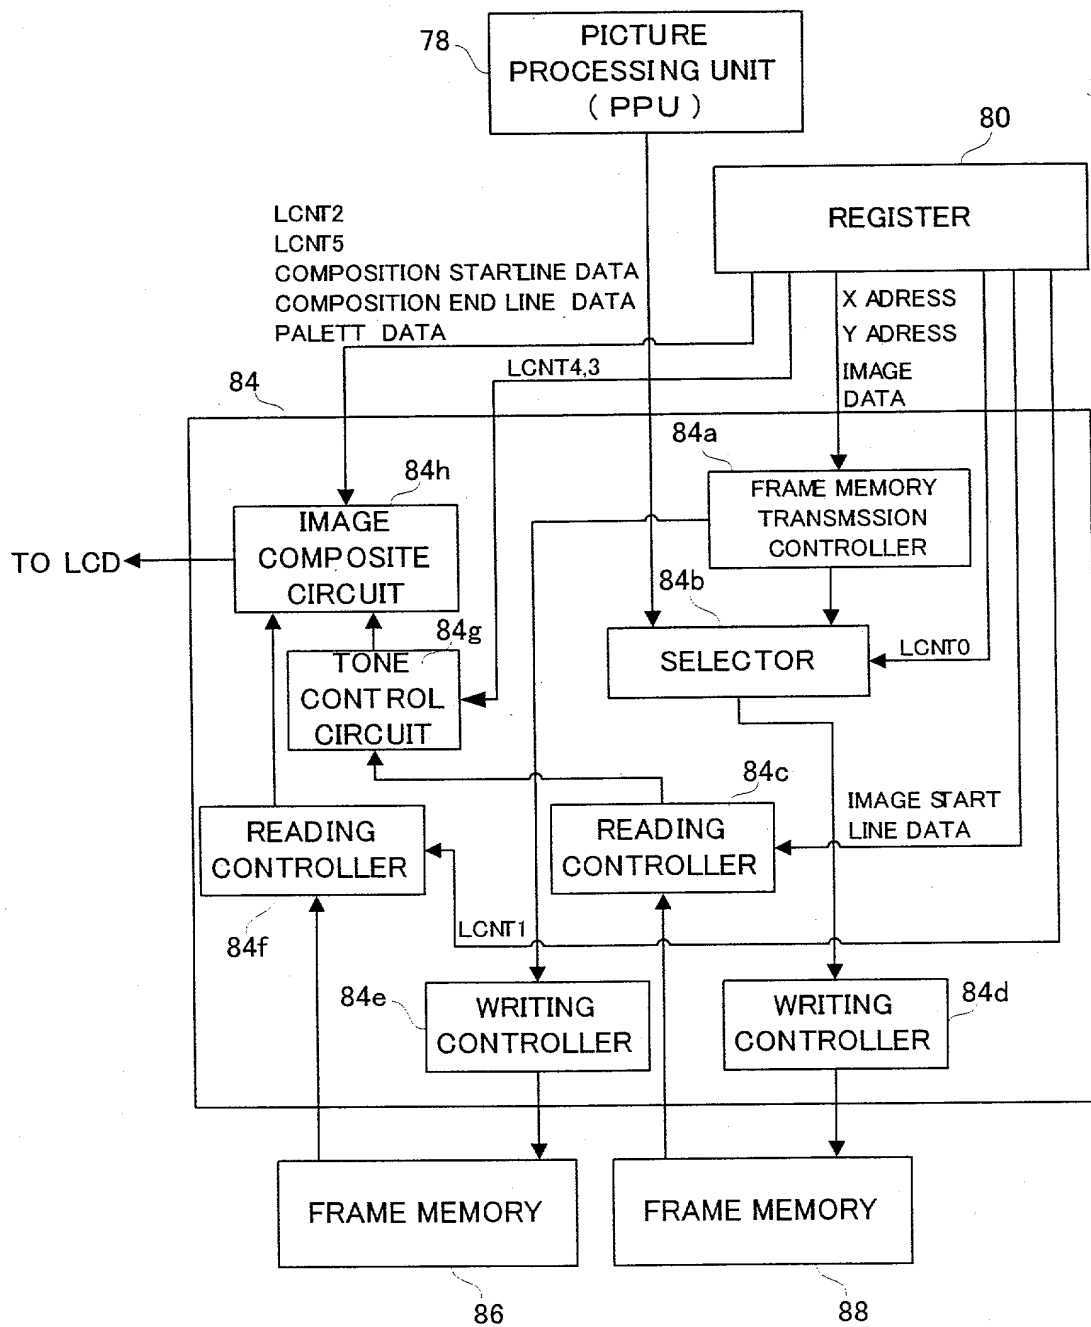 78
PICTURE
PROCESSING UNIT
( PPU )
80
REGISTER
LCNT2
LCNT5
COMPOSITION STARTLINE DATA
COMPOSITION END LINE DATA
PALETT DATA
X ADRESS
Y ADRESS
IMAGE
DATA
LCNT4,3
84
84a
FRAME MEMORY
TRANSMSSION
CONTROLLER
84h
IMAGE
COMPOSITE
CIRCUIT
TO LCD
84b
SELECTOR
LCNT0
84g
TONE
CONTROL
CIRCUIT
84c
READING
CONTROLLER
IMAGE START
LINE DATA
READING
CONTROLLER
84f
LCNT1
84e
WRITING
CONTROLLER
84d
WRITING
CONTROLLER
FRAME MEMORY
86
FRAME MEMORY
88